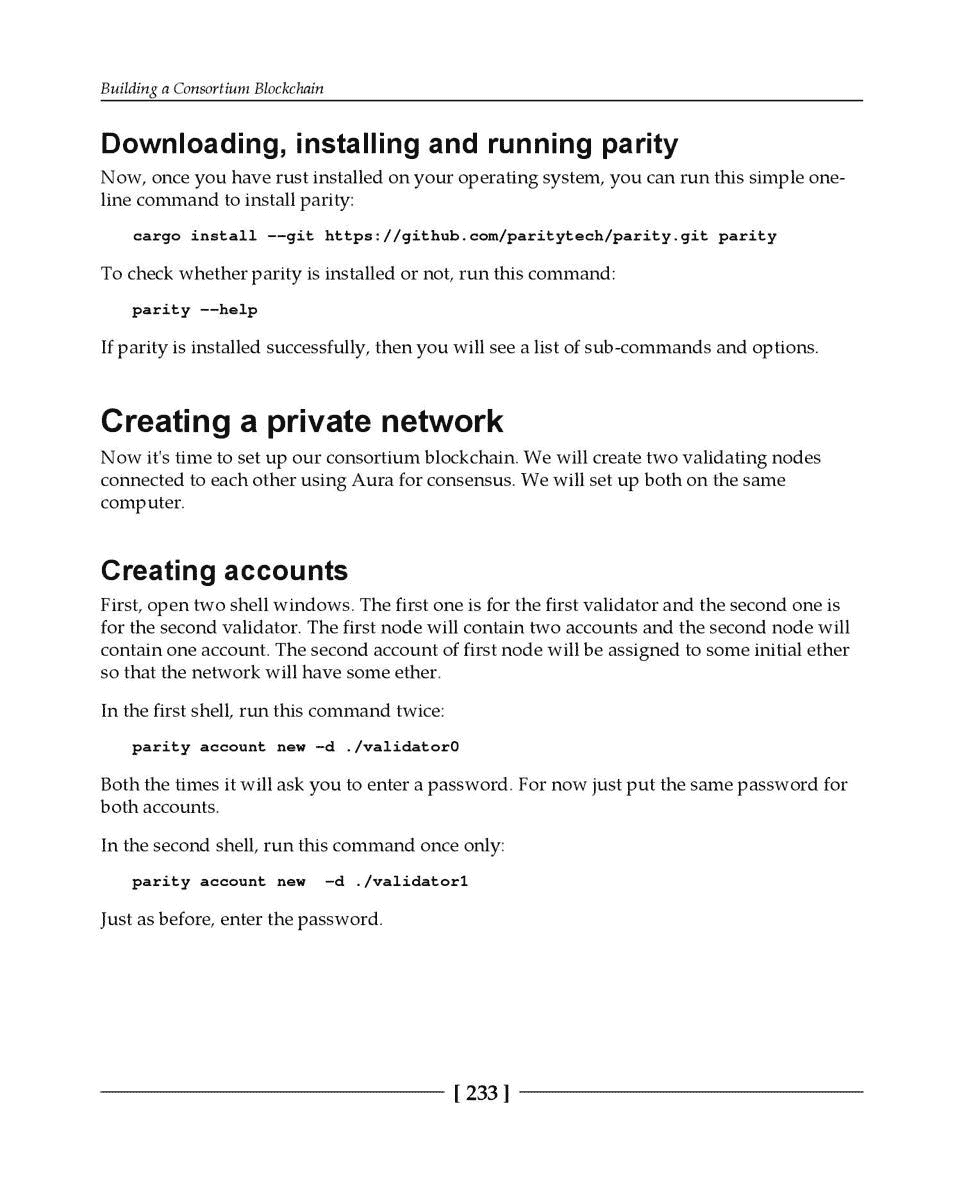 Building a Consortium Blockchain
Downloading, installing and running parity
Now, once you have rust installed on your operating system, you can run this simple one-
line command to install parity:
cargo install --git https://github.com/paritytech/parity.git parity
To check whether parity is installed or not, run this command:
parity --help
If parity is installed successfully, then you will see a list of sub-commands and options.
Creating a private network
Now it's time to set up our consortium blockchain. We will create two validating nodes
connected to each other using Aura for consensus. We will set up both on the same
computer.
Creating accounts
First, open two shell windows. The first one is for the first validator and the second one is
for the second validator. The first node will contain two accounts and the second node will
contain one account. The second account of first node will be assigned to some initial ether
so that the network will have some ether.
In the first shell, run this command twice:
parity account new -d ./validator0
Both the times it will ask you to enter a password. For now just put the same password for
both accounts.
In the second shell, run this command once only:
parity account new  -d ./validator1
Just as before, enter the password.
[ 233 ]